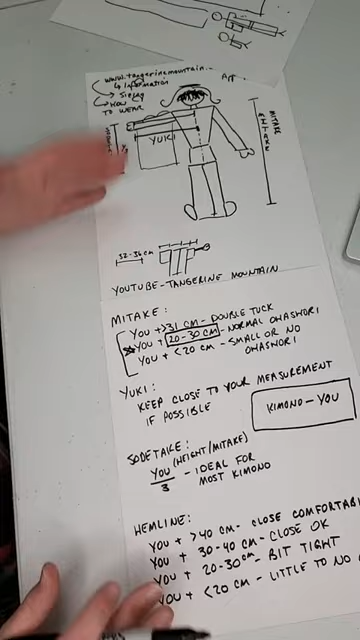 www.tangerinemountain...
↳ Information
→ Sizing
→ How to wear
YUKI
MITAKE
32-36 cm
YOUTUBE - TANGERINE MOUNTAIN
MITAKE:
YOU + >31 CM - DOUBLE TUCK
YOU + 20-30 CM - NORMAL OHASHORI
YOU + <20 CM - SMALL OR NO OHASHORI
YUKI:
KEEP CLOSE TO YOUR MEASUREMENT
IF POSSIBLE
KIMONO - YOU
SODETAKE:
YOU (HEIGHT/MITAKE)
3 - IDEAL FOR
MOST KIMONO
HEMLINE:
YOU + >40 CM - CLOSE COMFORTAB
YOU + 30-40 CM - CLOSE OK
YOU + 20-30 CM - BIT TIGHT
YOU + <20 CM - LITTLE TO NO